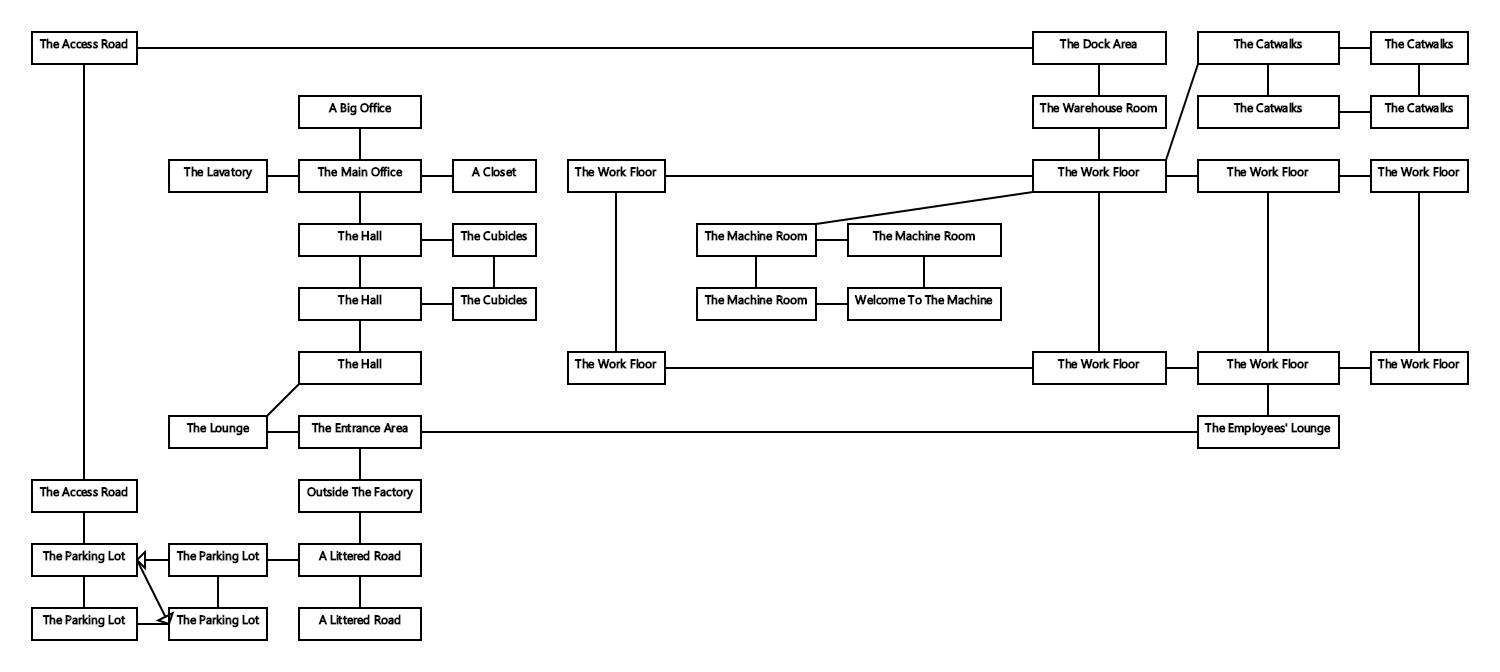 The Access Road
The Dock Area
The Catwalks
The Catwalks
A Big Office
The Warehouse Room
The Catwalks
The Catwalks
The Lavatory
The Main Office
A Closet
The Work Floor
The Work Floor
The Work Floor
The Work Floor
The Hall
The Cubicles
The Machine Room
The Machine Room
The Hall
The Cubicles
The Machine Room
Welcome To The Machine
The Hall
The Work Floor
The Work Floor
The Work Floor
The Work Floor
The Lounge
The Entrance Area
The Employees' Lounge
The Access Road
Outside The Factory
The Parking Lot
The Parking Lot
A Littered Road
The Parking Lot
The Parking Lot
A Littered Road